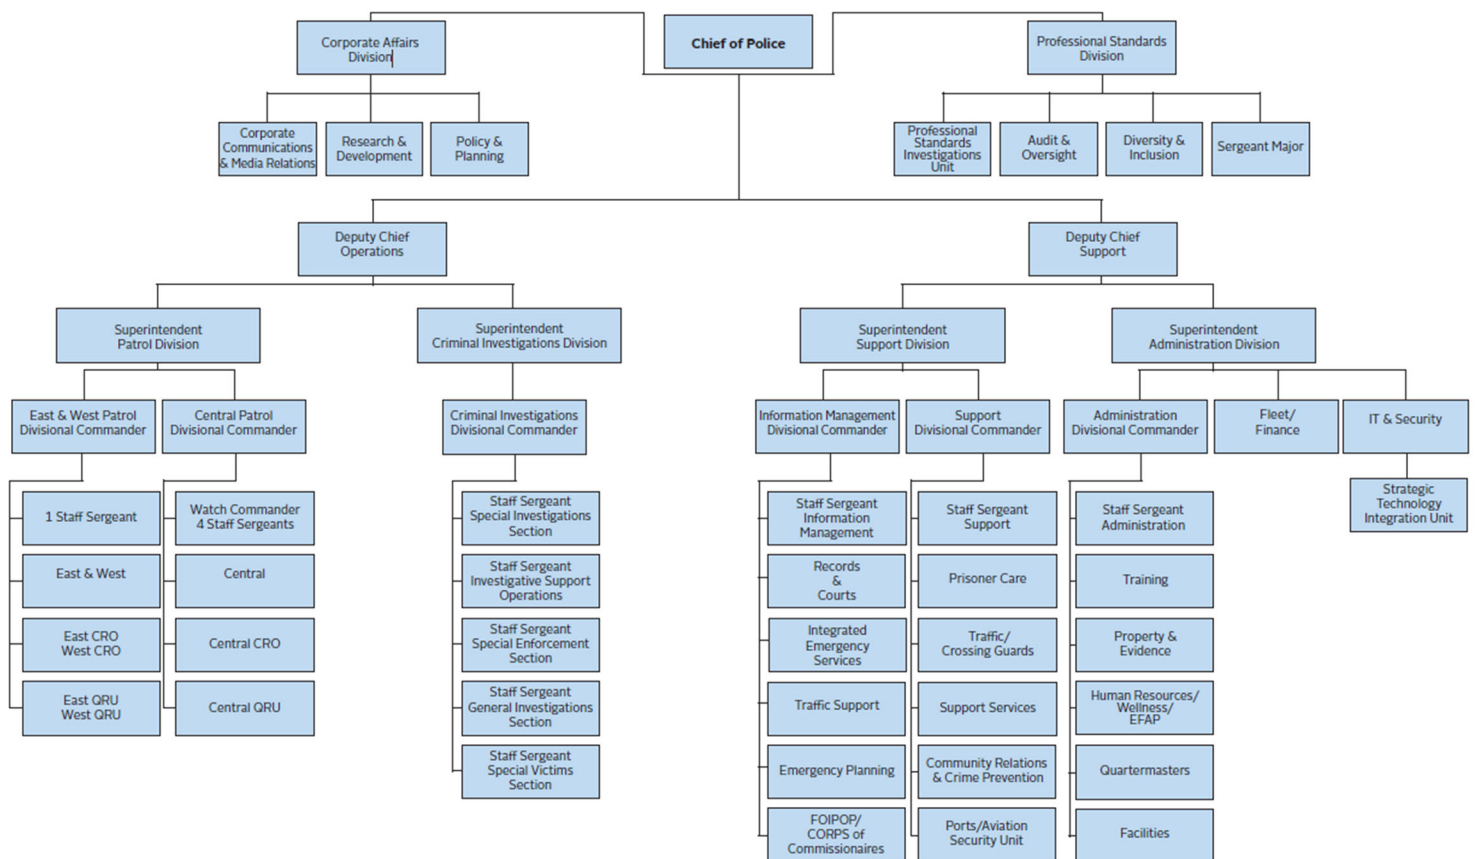 Chief of Police
Corporate Affairs
Division
Professional Standards
Division
Corporate
Communications
& Media Relations
Research &
Development
Policy &
Planning
Professional
Standards
Investigations
Unit
Audit &
Oversight
Diversity &
Inclusion
Sergeant Major
Deputy Chief
Operations
Deputy Chief
Support
Superintendent
Patrol Division
Superintendent
Criminal Investigations Division
Superintendent
Support Division
Superintendent
Administration Division
East & West Patrol
Divisional Commander
Central Patrol
Divisional Commander
Criminal Investigations
Divisional Commander
Information Management
Divisional Commander
Support
Divisional Commander
Administration
Divisional Commander
Fleet/
Finance
IT & Security
1 Staff Sergeant
East & West
East CRO
West CRO
East QRU
West QRU
Watch Commander
4 Staff Sergeants
Central
Central CRO
Central QRU
Staff Sergeant
Special Investigations
Section
Staff Sergeant
Investigative Support
Operations
Staff Sergeant
Special Enforcement
Section
Staff Sergeant
General Investigations
Section
Staff Sergeant
Special Victims
Section
Staff Sergeant
Information
Management
Records
&
Courts
Integrated
Emergency
Services
Traffic Support
Emergency Planning
FOIPOP/
CORPS of
Commissionaires
Staff Sergeant
Support
Prisoner Care
Traffic/
Crossing Guards
Support Services
Community Relations
& Crime Prevention
Ports/Aviation
Security Unit
Staff Sergeant
Administration
Training
Property &
Evidence
Human Resources/
Wellness/
EFAP
Quartermasters
Facilities
Strategic
Technology
Integration Unit